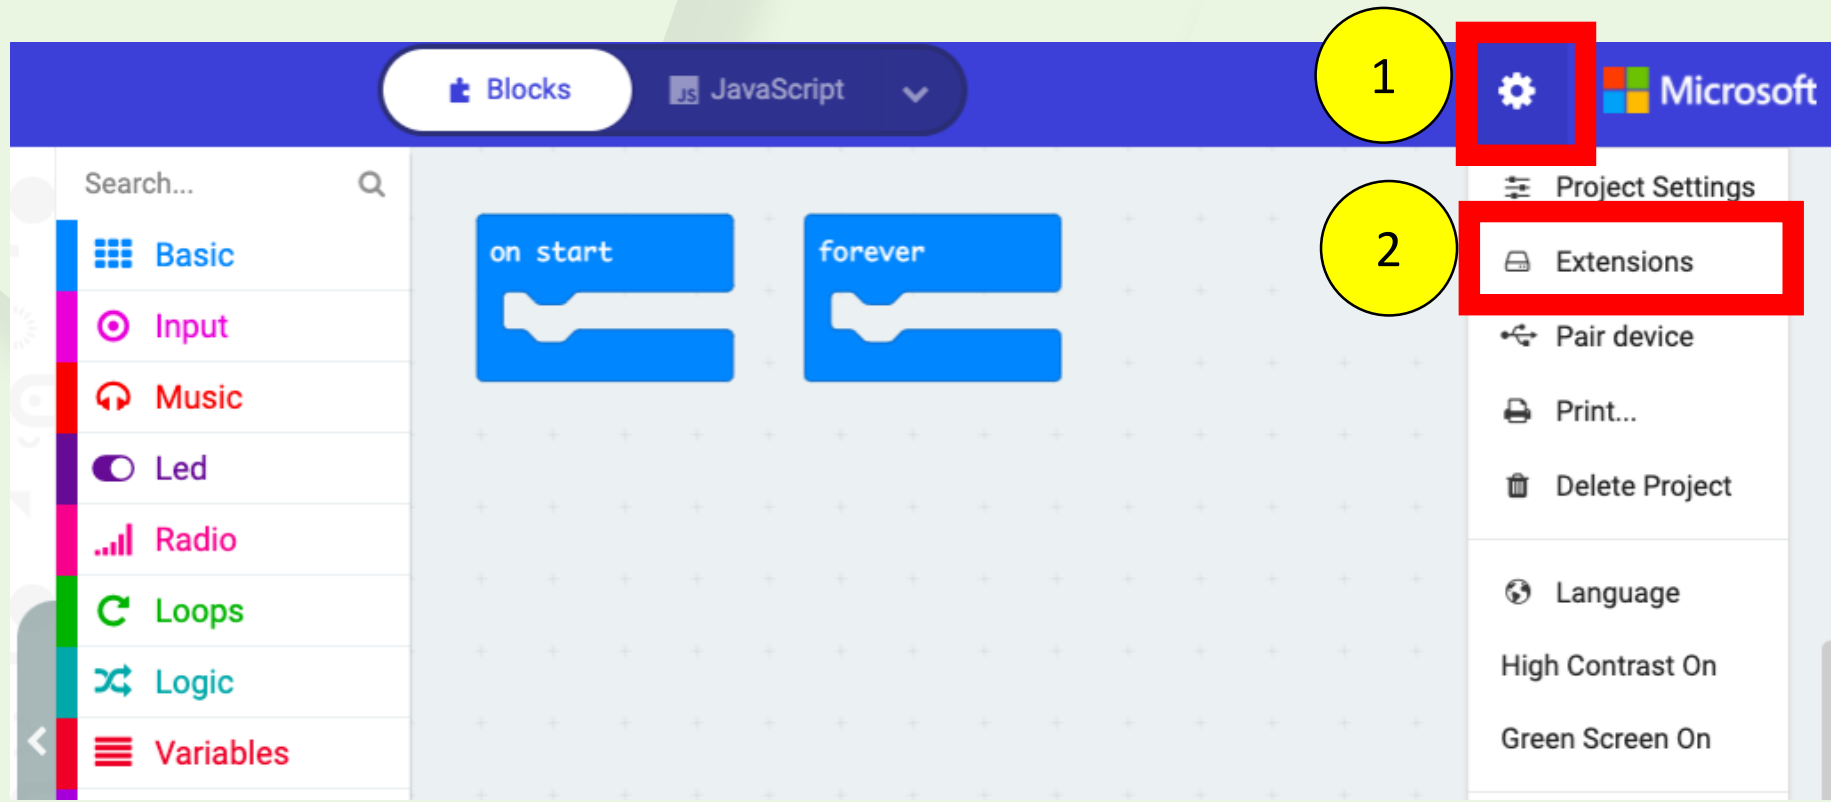 Blocks
JS JavaScript
1
Microsoft
Search...
Basic
Input
Music
Led
Radio
Loops
Logic
Variables
on start
forever
Project Settings
2
Extensions
Pair device
Print...
Delete Project
Language
High Contrast On
Green Screen On